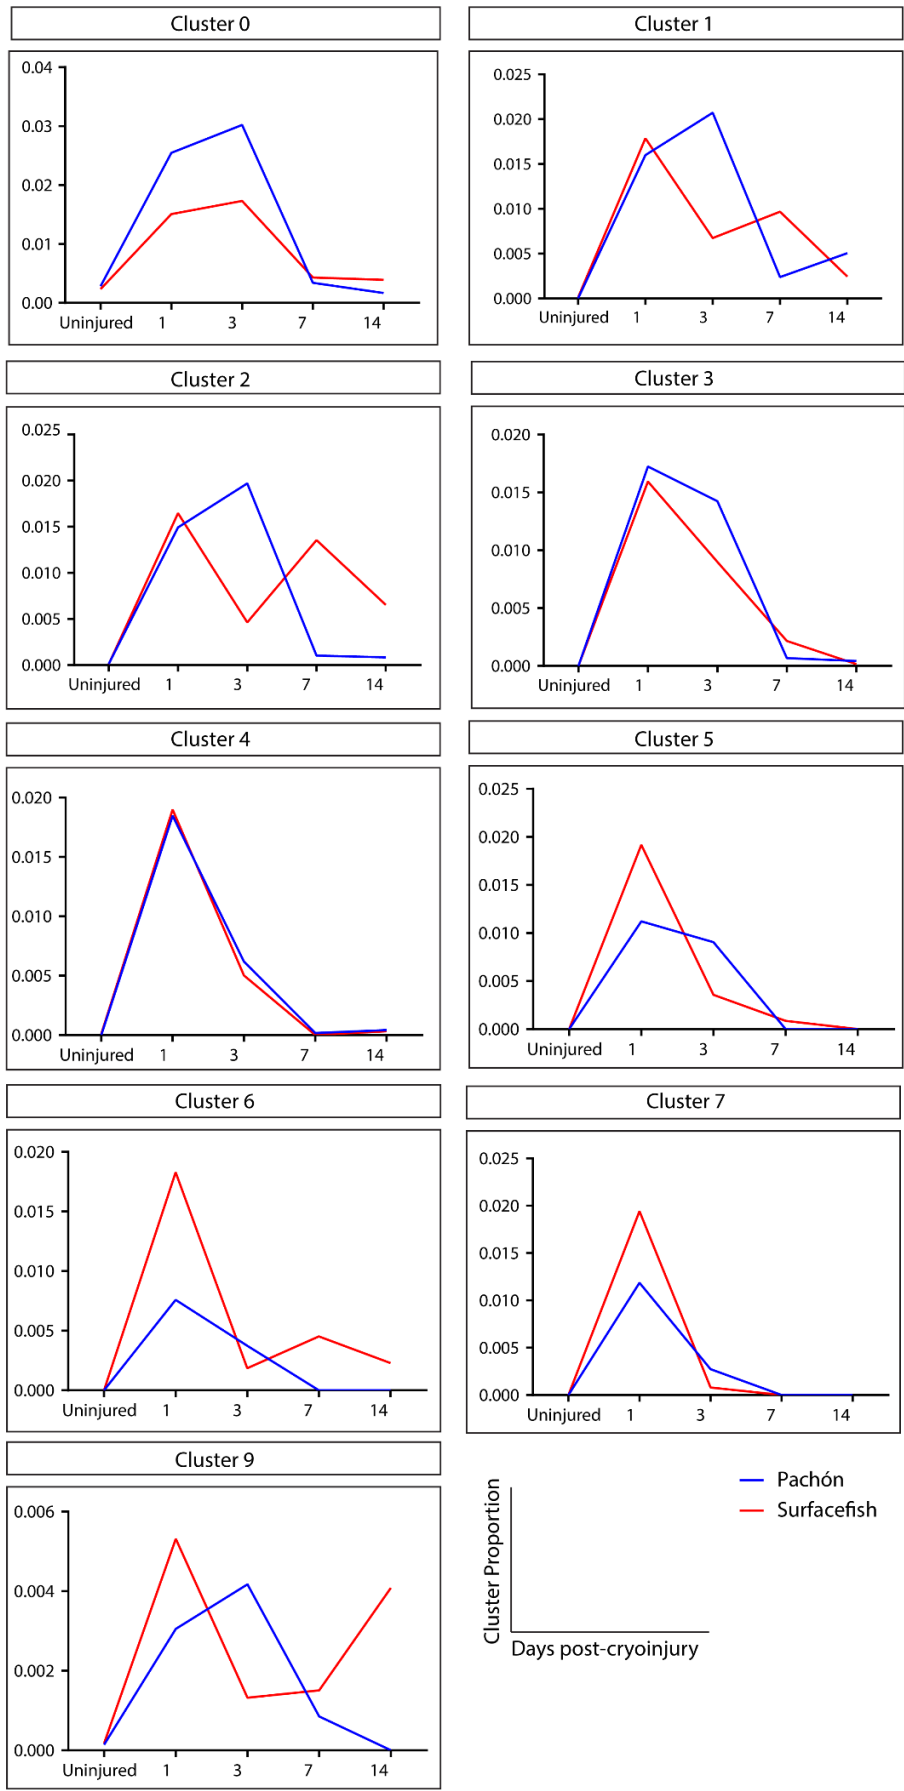 Cluster 0
0.04
0.03
0.02
0.01
0.00
Uninjured 1 3 7 14
Cluster 1
0.025
0.020
0.015
0.010
0.005
0.000
Uninjured 1 3 7 14
Cluster 2
0.025
0.020
0.015
0.010
0.005
0.000
Uninjured 1 3 7 14
Cluster 3
0.020
0.015
0.010
0.005
0.000
Uninjured 1 3 7 14
Cluster 4
0.020
0.015
0.010
0.005
0.000
Uninjured 1 3 7 14
Cluster 5
0.025
0.020
0.015
0.010
0.005
0.000
Uninjured 1 3 7 14
Cluster 6
0.020
0.015
0.010
0.005
0.000
Uninjured 1 3 7 14
Cluster 7
0.025
0.020
0.015
0.010
0.005
0.000
Uninjured 1 3 7 14
Cluster 9
0.006
0.004
0.002
0.000
Uninjured 1 3 7 14
Cluster Proportion
Days post-cryoinjury
Pachón
Surfacefish